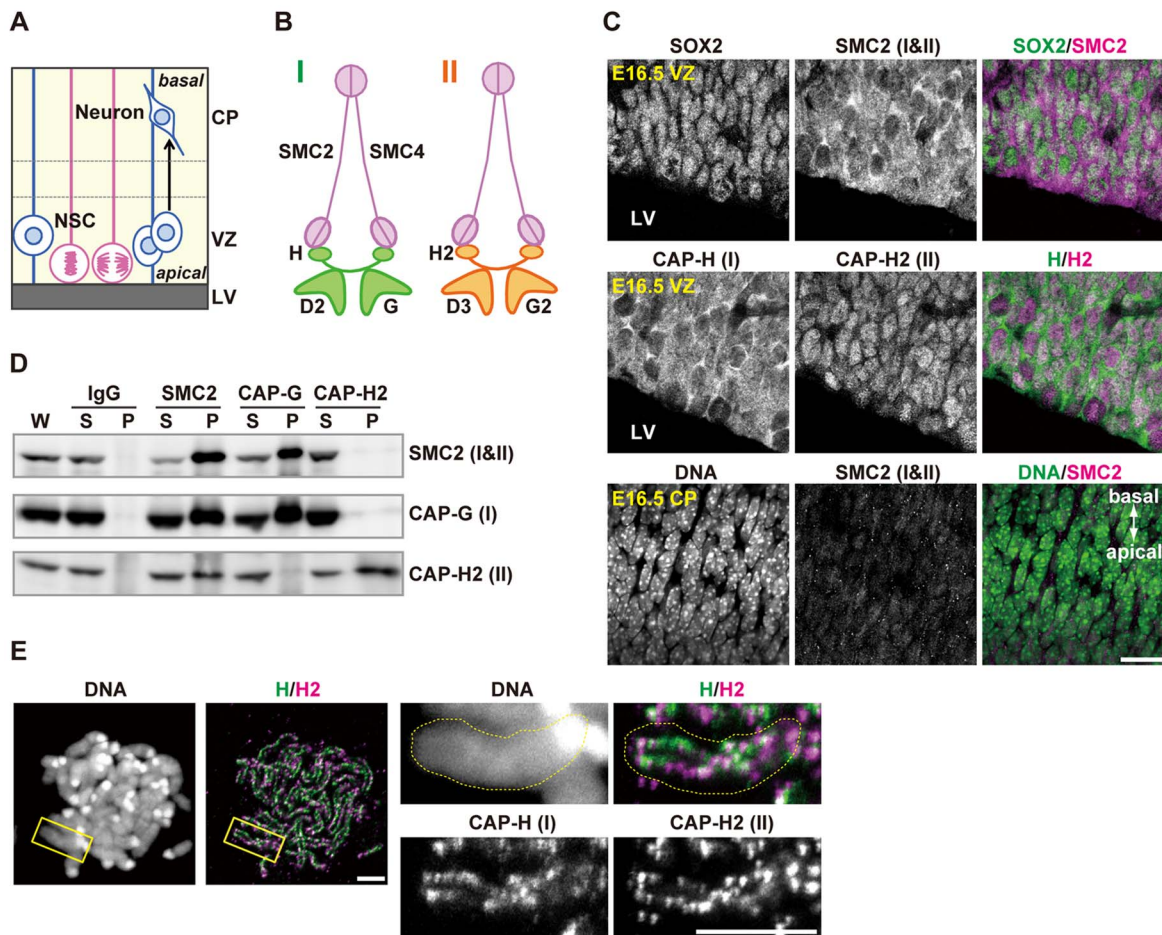 A
basal
Neuron
CP
NSC
VZ
apical
LV
B
I
II
SMC2
SMC4
H
H2
D2
G
D3
G2
C
SOX2
SMC2 (I&II)
SOX2/SMC2
E16.5 VZ
LV
CAP-H (I)
CAP-H2 (II)
H/H2
E16.5 VZ
LV
DNA
SMC2 (I&II)
DNA/SMC2
E16.5 CP
basal
apical
D
IgG
SMC2
CAP-G
CAP-H2
W
S
P
S
P
S
P
S
P
SMC2 (I&II)
CAP-G (I)
CAP-H2 (II)
E
DNA
H/H2
DNA
H/H2
CAP-H (I)
CAP-H2 (II)